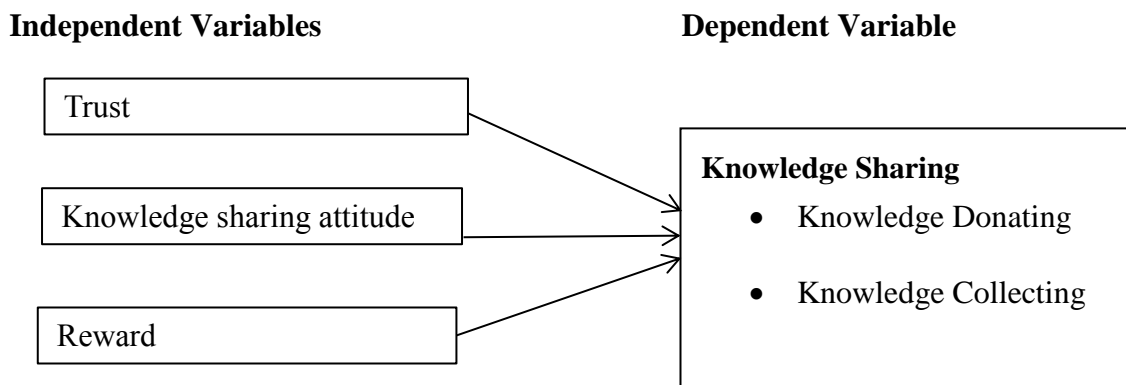 Independent Variables
Dependent Variable
Trust
Knowledge sharing attitude
Reward
Knowledge Sharing
• Knowledge Donating
• Knowledge Collecting